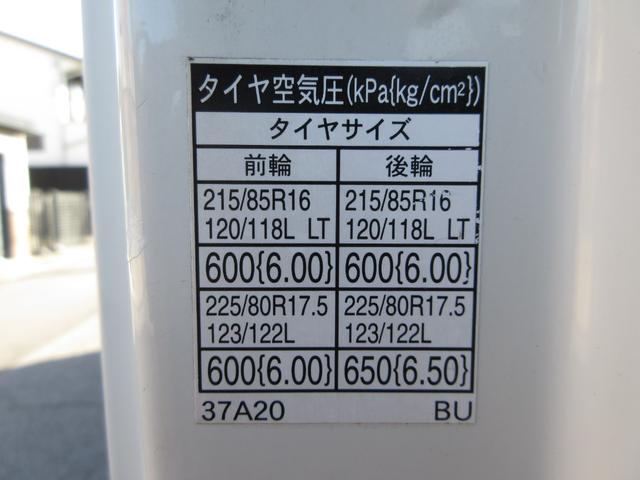 タイヤ空気圧(kPa{kg/cm²})
タイヤサイズ
前輪 後輪
215/85R16 215/85R16
120/118L LT 120/118L LT
600{6.00} 600{6.00}
225/80R17.5 225/80R17.5
123/122L 123/122L
600{6.00} 650{6.50}
37A20 BU